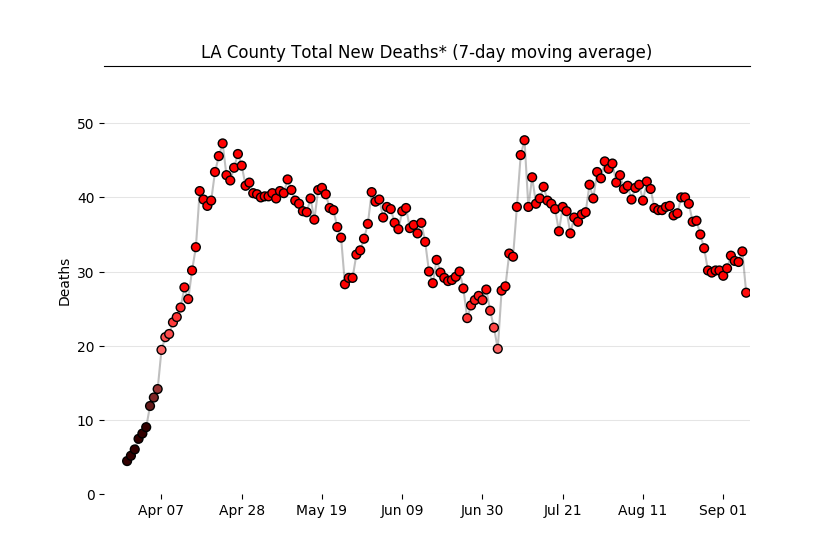 LA County Total New Deaths* (7-day moving average)
50
40
30
20
10
0
Deaths
Apr 07
Apr 28
May 19
Jun 09
Jun 30
Jul 21
Aug 11
Sep 01